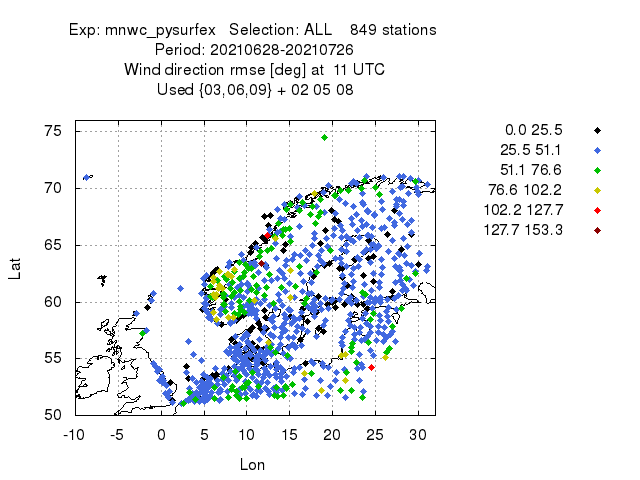 Exp: mnwc_pysurfex   Selection: ALL    849 stations
Period: 20210628-20210726
Wind direction rmse [deg] at  11 UTC
Used {03,06,09} + 02 05 08
0.0 25.5
25.5 51.1
51.1 76.6
76.6 102.2
102.2 127.7
127.7 153.3
75
70
65
60
55
50
Lat
-10 -5 0 5 10 15 20 25 30
Lon